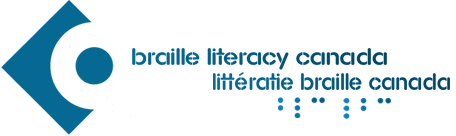 braille literacy canada
littératie braille canada
⠃⠇⠉ ⠇⠃⠉